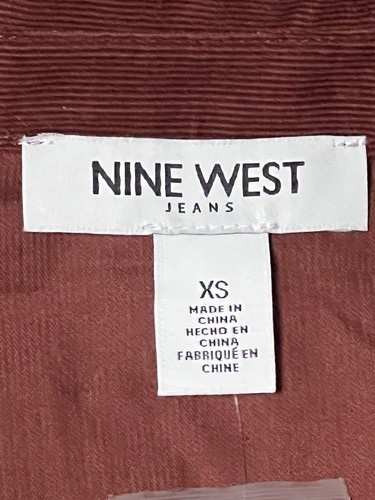 NINE WEST
JEANS
XS
MADE IN
CHINA
HECHO EN
CHINA
FABRIQUÉ EN
CHINE